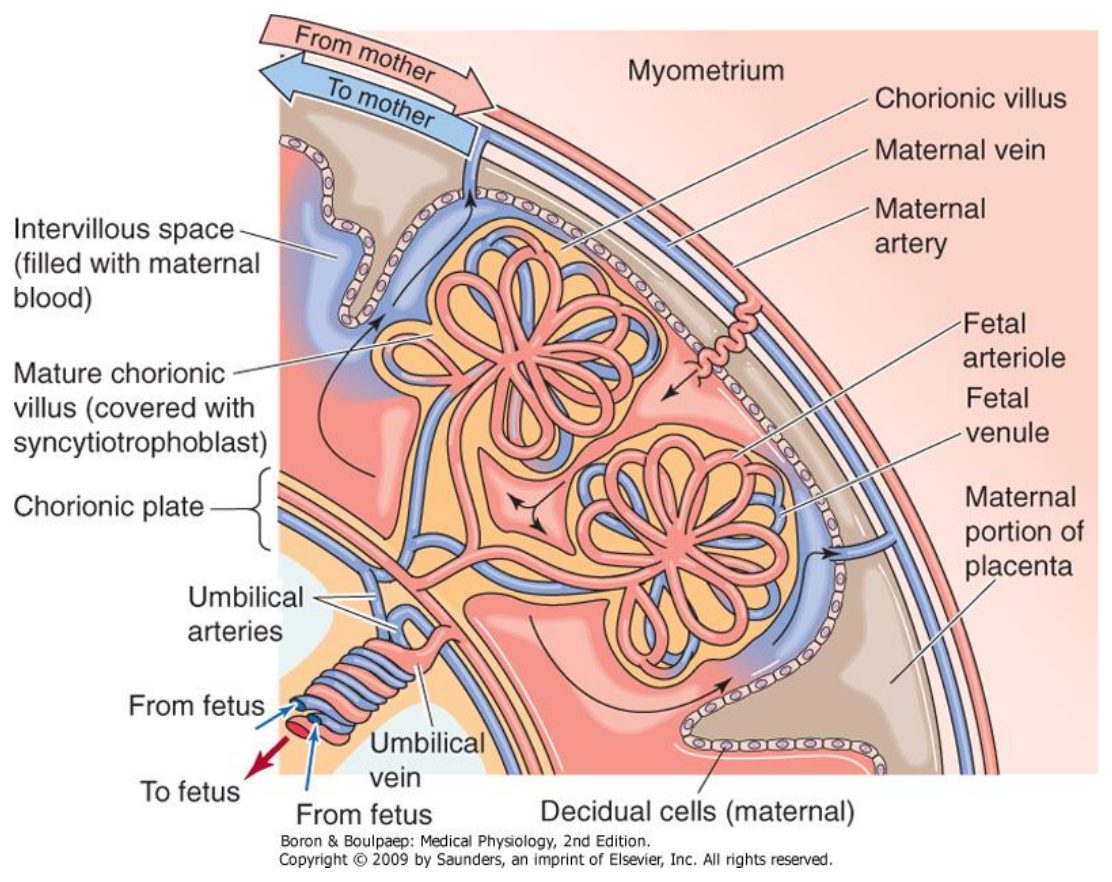 From mother
To mother
Myometrium
Chorionic villus
Maternal vein
Maternal
artery
Intervillous space
(filled with maternal
blood)
Fetal
arteriole
Fetal
venule
Mature chorionic
villus (covered with
syncytiotrophoblast)
Chorionic plate
Maternal
portion of
placenta
Umbilical
arteries
From fetus
Umbilical
vein
To fetus
From fetus
Decidual cells (maternal)
Boron & Boulpaep: Medical Physiology, 2nd Edition.
Copyright © 2009 by Saunders, an imprint of Elsevier, Inc. All rights reserved.